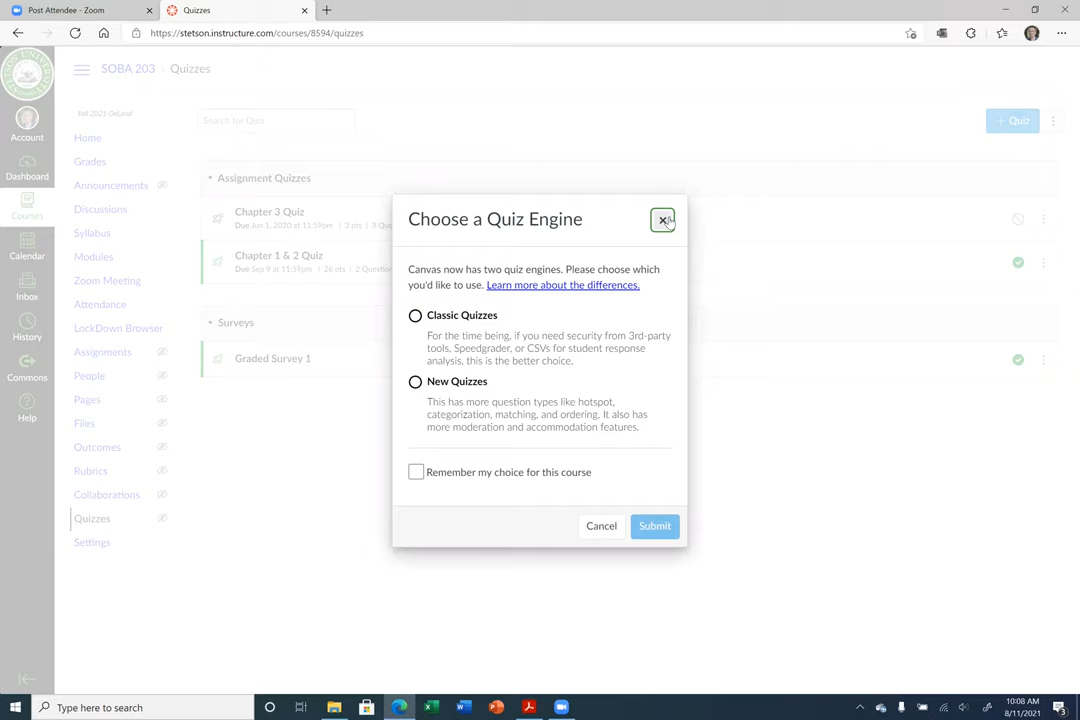 Post Attendee - Zoom
Quizzes
https://stetson.instructure.com/courses/8594/quizzes
SOBA 203 › Quizzes
Fall 2021-DeLand
Search for Quiz
+ Quiz
Account
Dashboard
Courses
Calendar
Inbox
History
Commons
Help
Home
Grades
Announcements
Discussions
Syllabus
Modules
Zoom Meeting
Attendance
LockDown Browser
Assignments
People
Pages
Files
Outcomes
Rubrics
Collaborations
Quizzes
Settings
Assignment Quizzes
Chapter 3 Quiz
Due Jun 1, 2020 at 11:59pm | 3 pts | 3 Que
Chapter 1 & 2 Quiz
Due Sep 9 at 11:59pm | 26 pts | 2 Question
Surveys
Graded Survey 1
Choose a Quiz Engine
Canvas now has two quiz engines. Please choose which
you'd like to use. Learn more about the differences.
Classic Quizzes
For the time being, if you need security from 3rd-party
tools, Speedgrader, or CSVs for student response
analysis, this is the better choice.
New Quizzes
This has more question types like hotspot,
categorization, matching, and ordering. It also has
more moderation and accommodation features.
Remember my choice for this course
Cancel
Submit
Type here to search
10:08 AM
8/11/2021
3